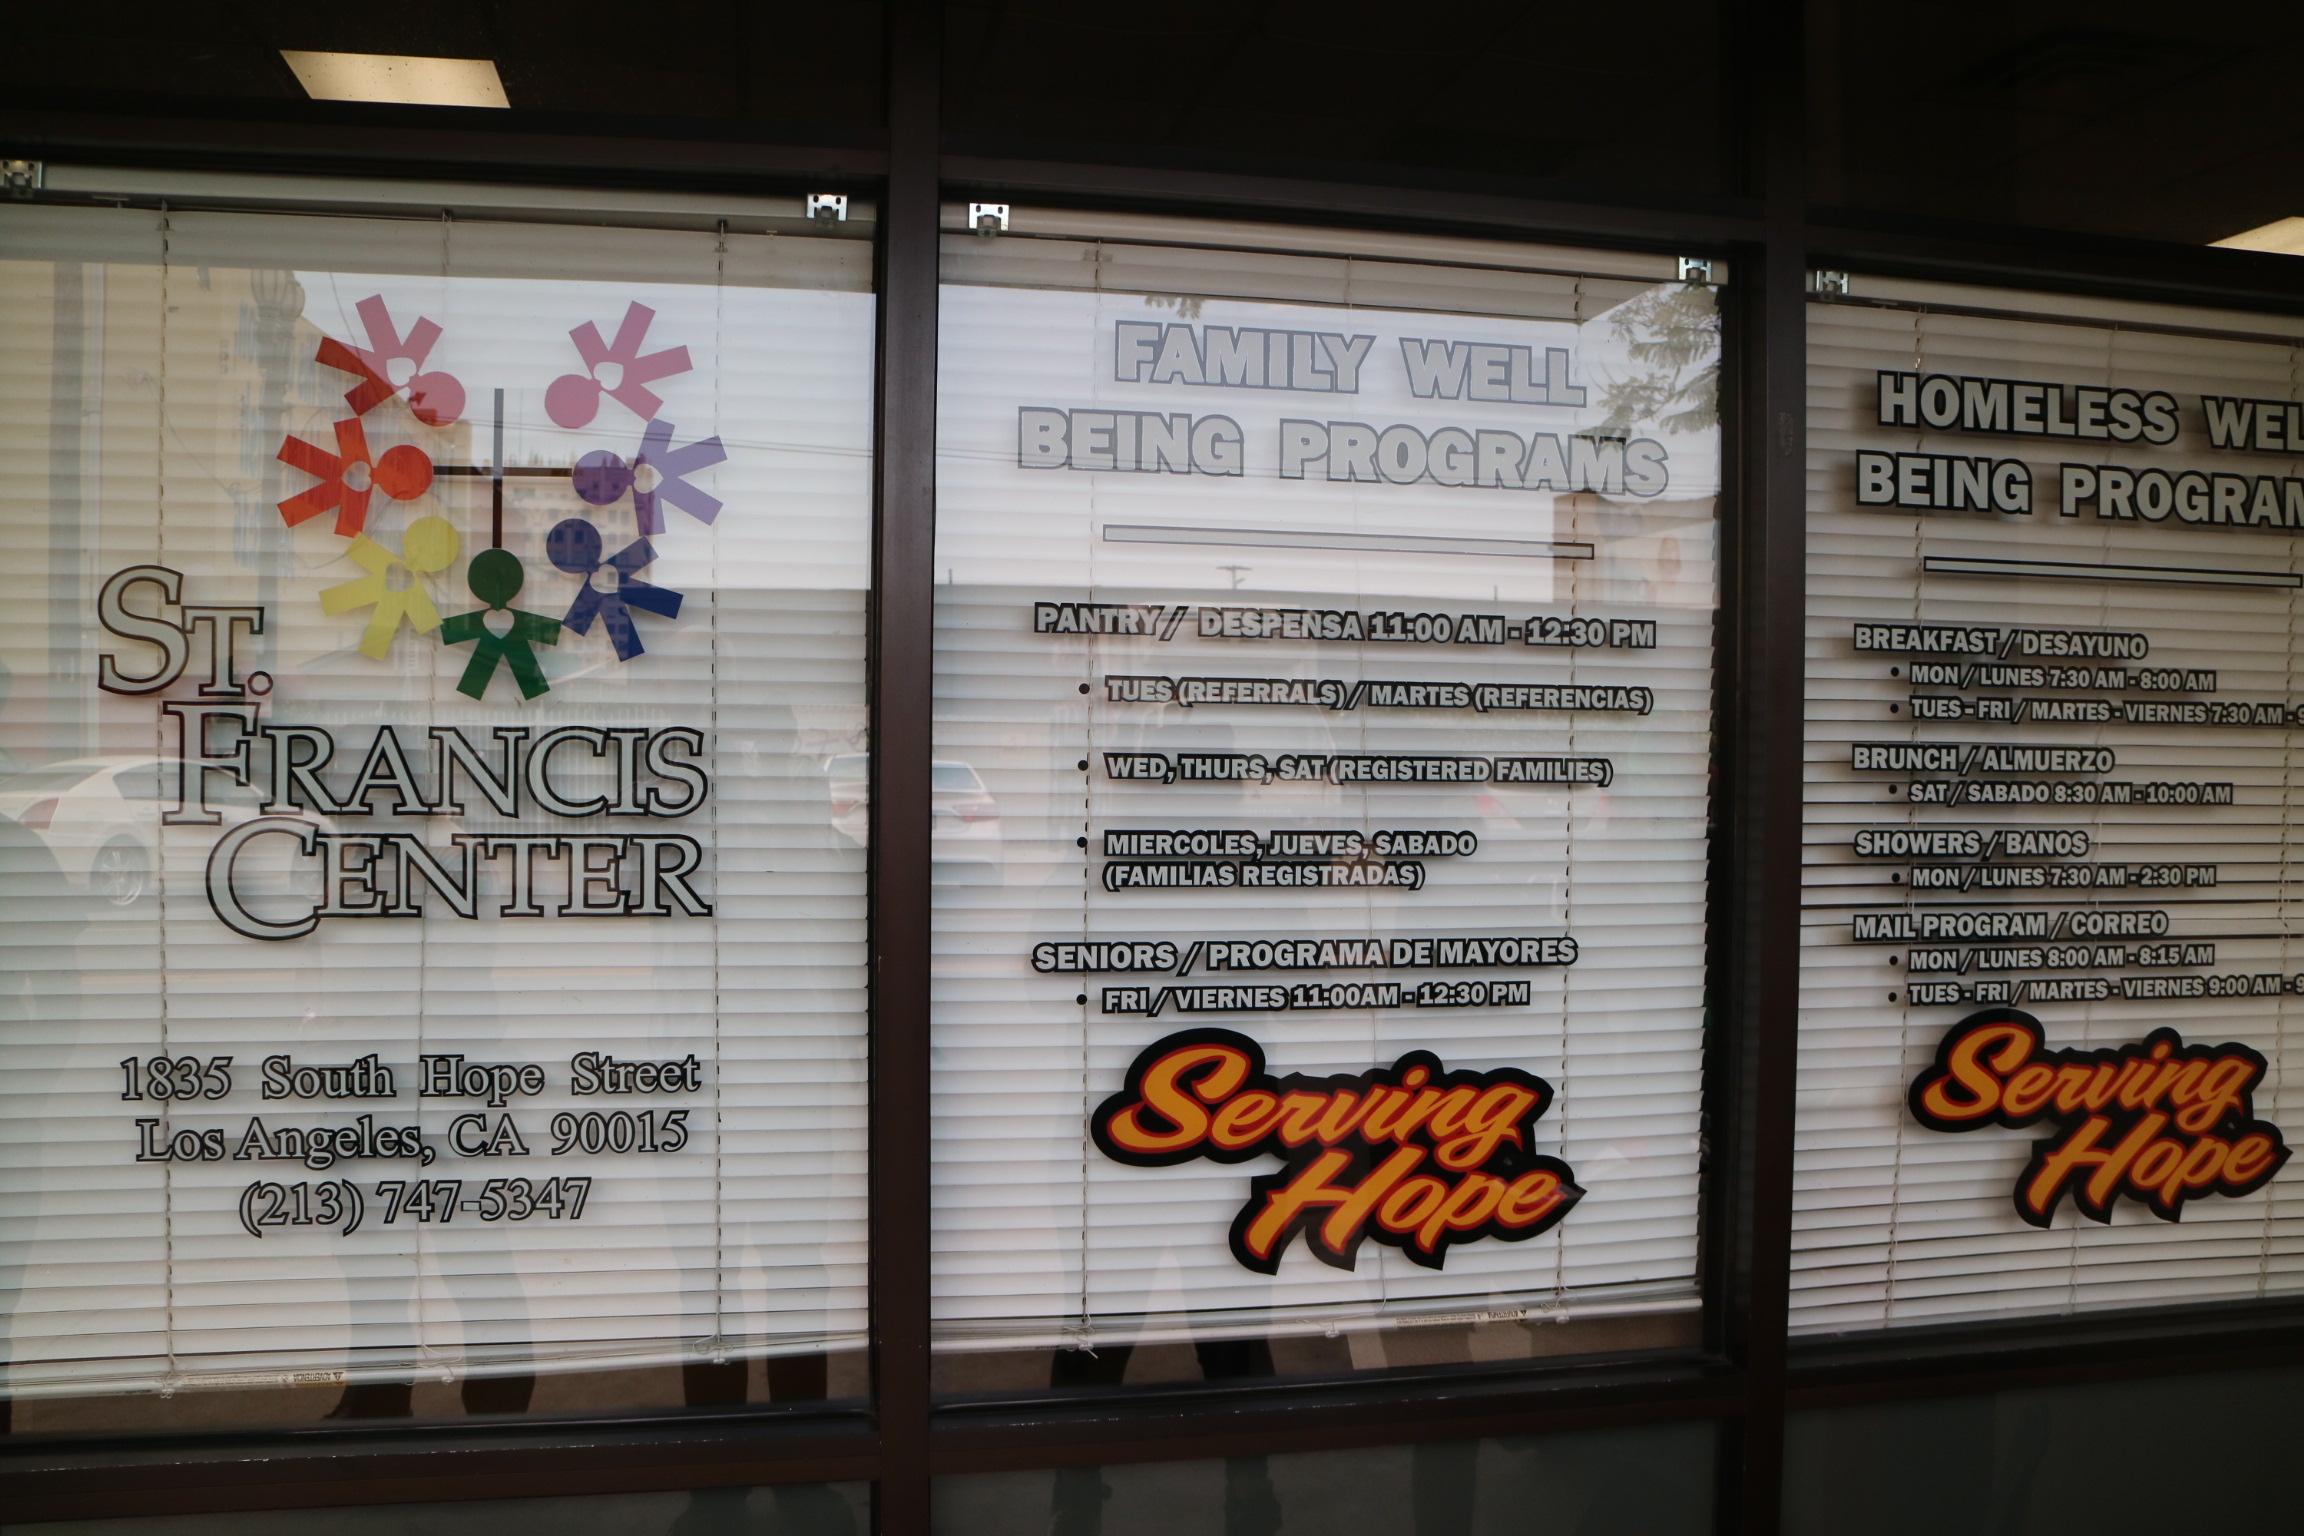 ST.
FRANCIS
CENTER
1835 South Hope Street
Los Angeles, CA 90015
(213) 747-5347
FAMILY WELL
BEING PROGRAMS
PANTRY / DESPENSA 11:00 AM - 12:30 PM
• TUES (REFERRALS) / MARTES (REFERENCIAS)
• WED, THURS, SAT (REGISTERED FAMILIES)
• MIERCOLES, JUEVES, SABADO
(FAMILIAS REGISTRADAS)
SENIORS / PROGRAMA DE MAYORES
• FRI / VIERNES 11:00AM - 12:30 PM
Serving
Hope
HOMELESS WEL
BEING PROGRAM
BREAKFAST / DESAYUNO
• MON / LUNES 7:30 AM - 8:00 AM
• TUES - FRI / MARTES - VIERNES 7:30 AM -
BRUNCH / ALMUERZO
• SAT / SABADO 8:30 AM - 10:00 AM
SHOWERS / BANOS
• MON / LUNES 7:30 AM - 2:30 PM
MAIL PROGRAM / CORREO
• MON / LUNES 8:00 AM - 8:15 AM
• TUES - FRI / MARTES - VIERNES 9:00 AM -
Serving
Hope